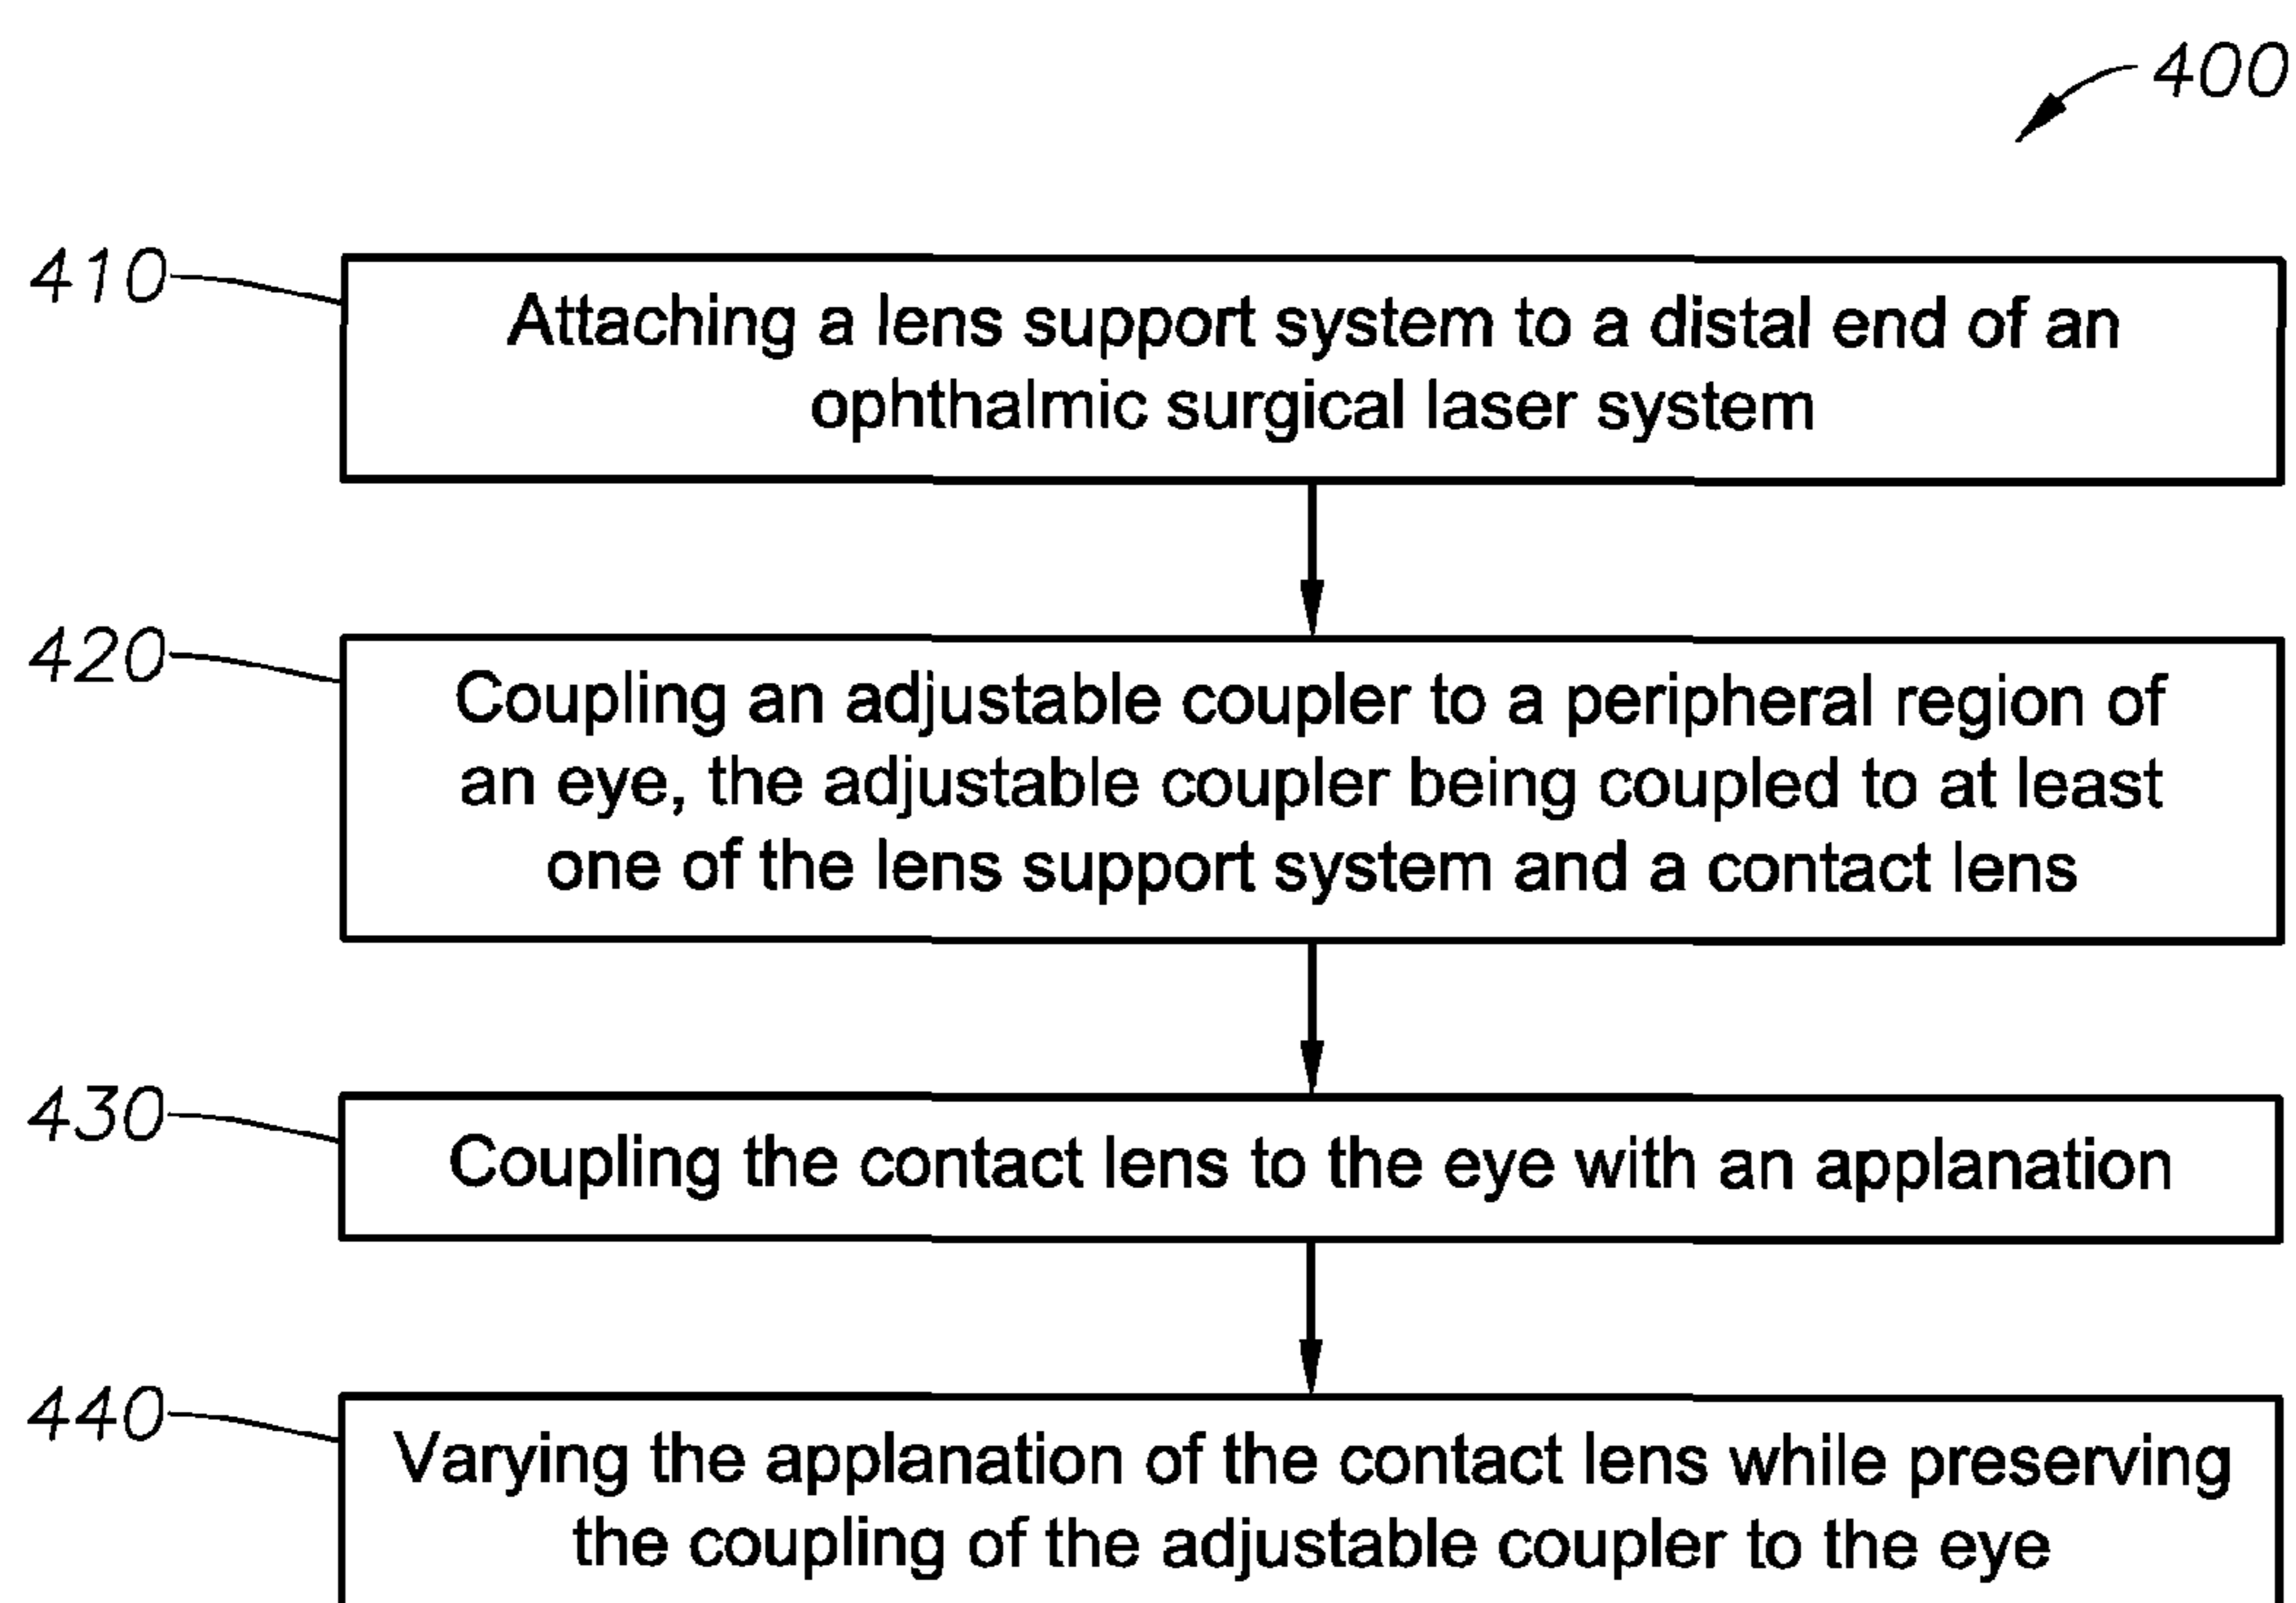 400
410
Attaching a lens support system to a distal end of an
ophthalmic surgical laser system
420
Coupling an adjustable coupler to a peripheral region of
an eye, the adjustable coupler being coupled to at least
one of the lens support system and a contact lens
430
Coupling the contact lens to the eye with an applanation
440
Varying the applanation of the contact lens while preserving
the coupling of the adjustable coupler to the eye